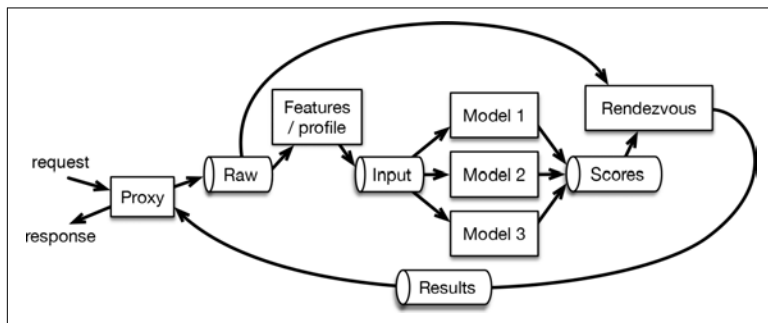 request
response
Proxy
Raw
Features
/ profile
Input
Model 1
Model 2
Model 3
Scores
Rendezvous
Results